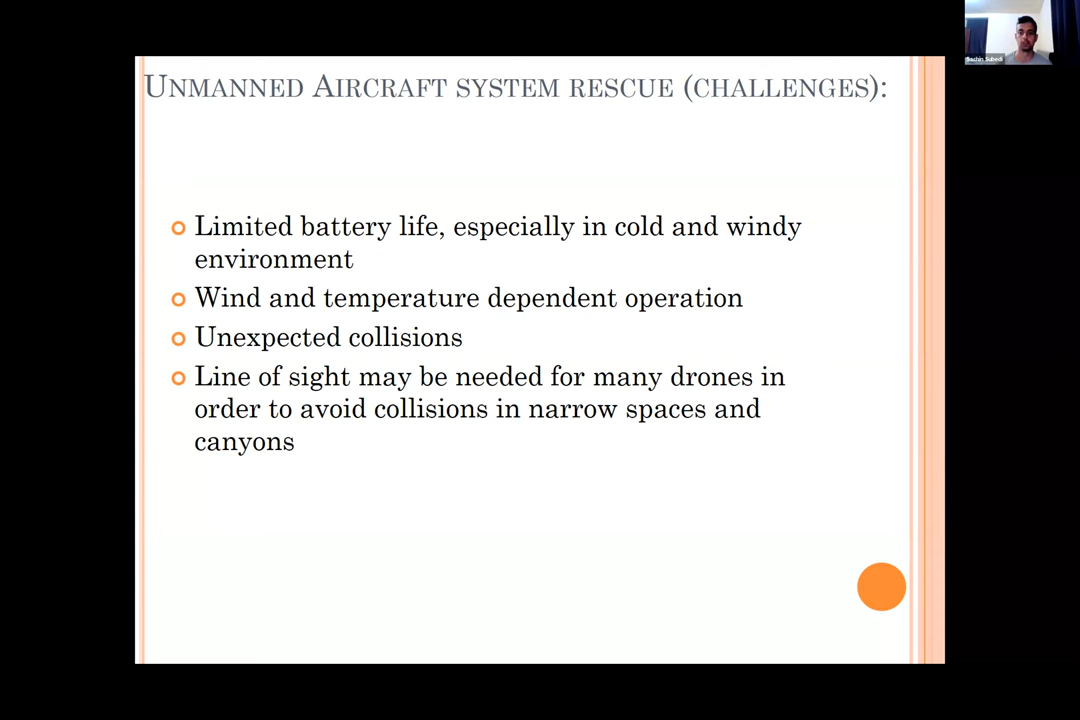 UNMANNED AIRCRAFT SYSTEM RESCUE (CHALLENGES):
Limited battery life, especially in cold and windy
environment
Wind and temperature dependent operation
Unexpected collisions
Line of sight may be needed for many drones in
order to avoid collisions in narrow spaces and
canyons
Sachin Subedi